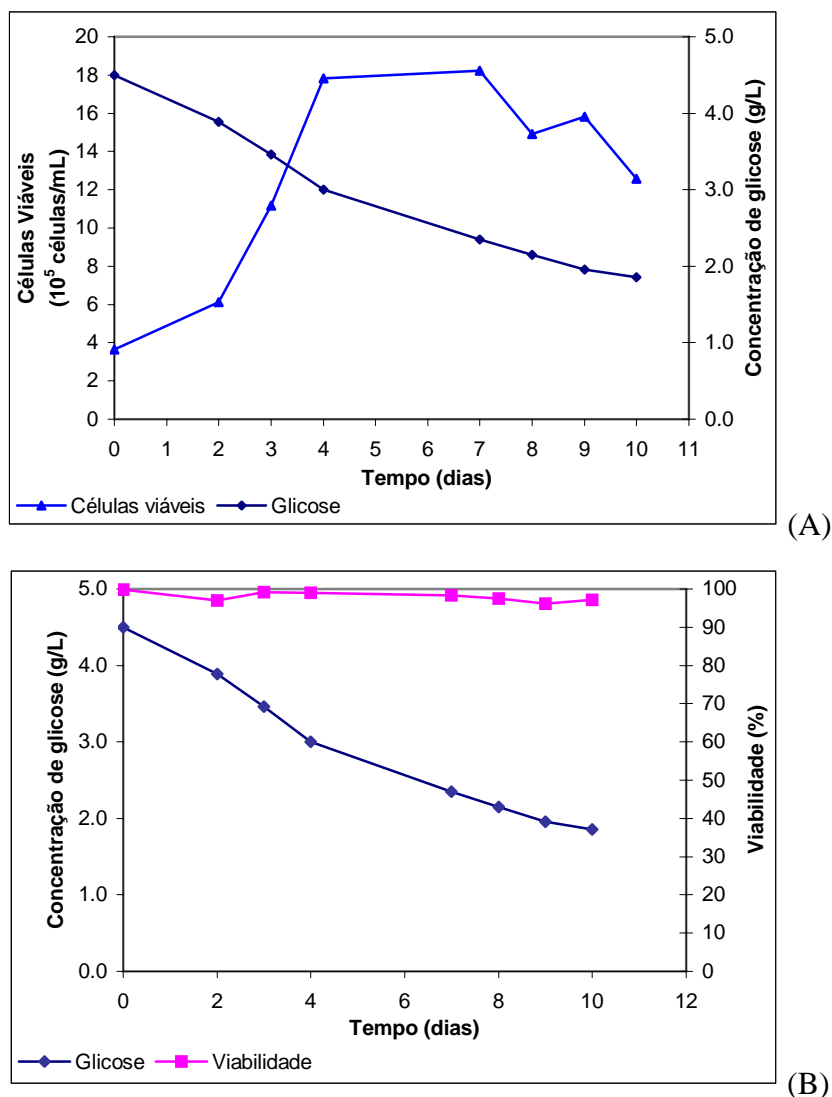 20
18
16
14
12
10
8
6
4
2
0
Células Viáveis
(10⁵ células/mL)
5.0
4.0
3.0
2.0
1.0
0.0
Concentração de glicose (g/L)
0 1 2 3 4 5 6 7 8 9 10 11
Tempo (dias)
Células viáveis Glicose
(A)
5.0
4.0
3.0
2.0
1.0
0.0
Concentração de glicose (g/L)
100
90
80
70
60
50
40
30
20
10
0
Viabilidade (%)
0 2 4 6 8 10 12
Tempo (dias)
Glicose Viabilidade
(B)